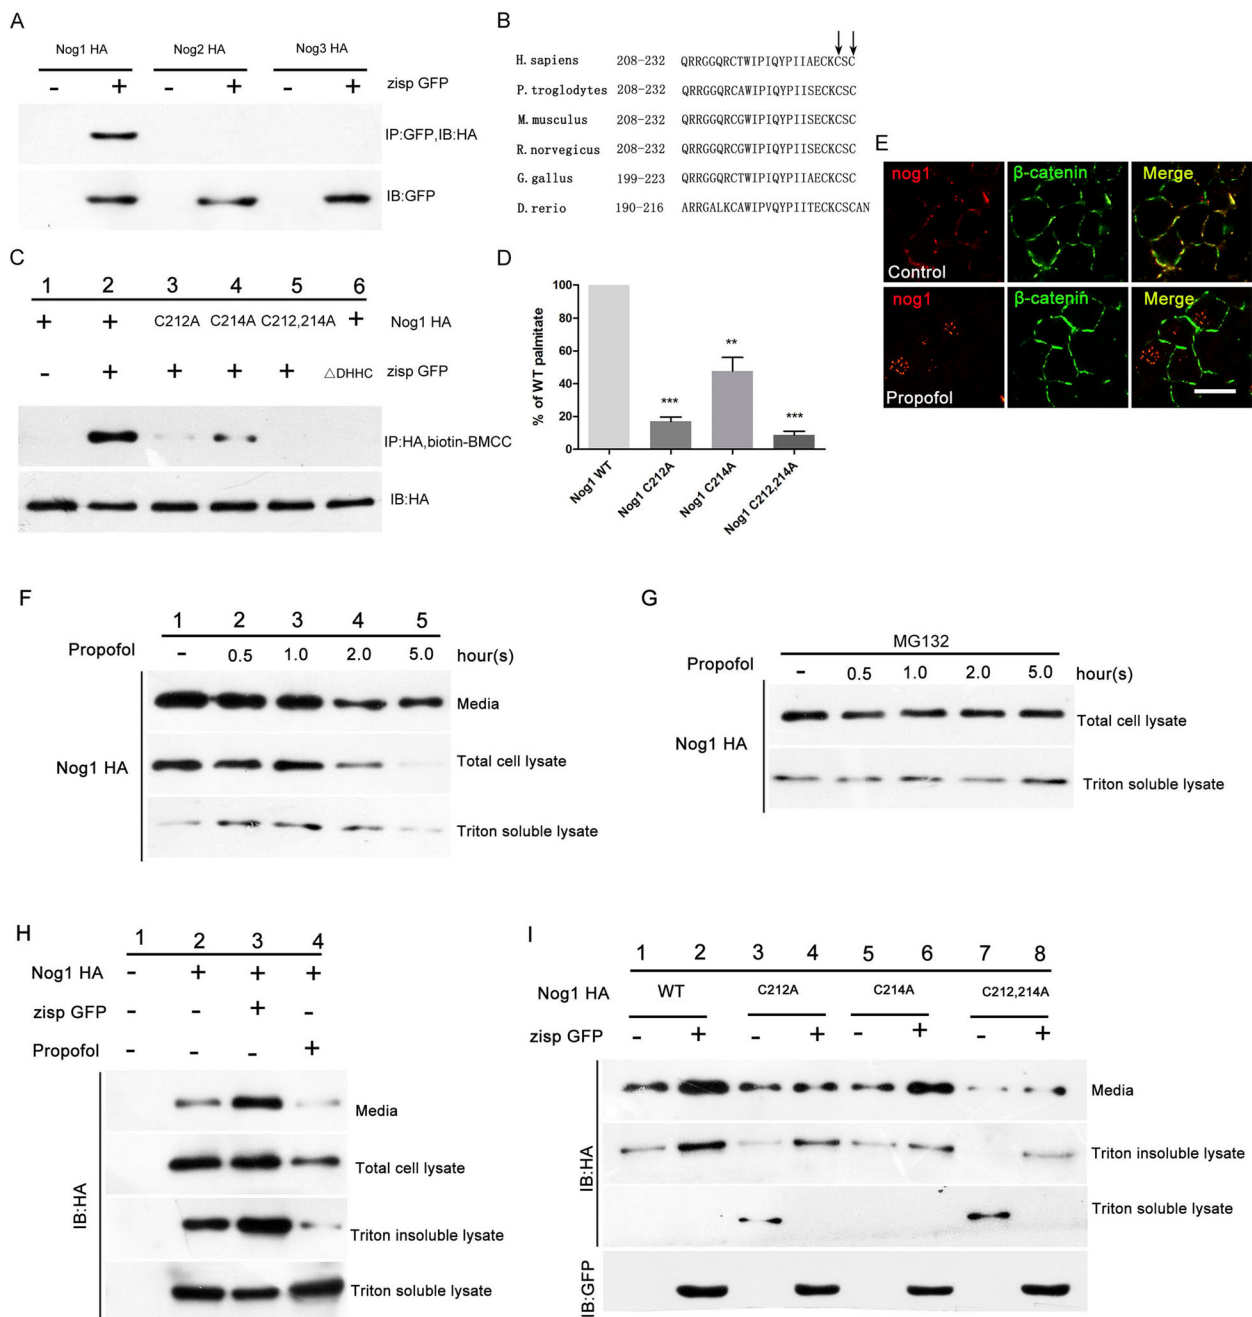 A
Nog1 HA Nog2 HA Nog3 HA
- + - + - + zisp GFP
IP:GFP,IB:HA
IB:GFP
B
H.sapiens 208-232 QRRGGQRCTWIPIQYPIIAECKCSC
P.troglodytes 208-232 QRRGGQRCAWIPIQYPIISECKCSC
M.musculus 208-232 QRRGGQRCGWIPIQYPIISECKCSC
R.norvegicus 208-232 QRRGGQRCGWIPIQYPIISECKCSC
G.gallus 199-223 QRRGGQRCTWIPIQYPIIAECKCSC
D.rerio 190-216 ARRGALKCAWIPVQYPIITECKCSCAN
C
1 2 3 4 5 6
+ + C212A C214A C212,214A + Nog1 HA
- + + + + △DHHC zisp GFP
IP:HA,biotin-BMCC
IB:HA
D
% of WT palmitate
100
80
60
40
20
0
*** ** ***
Nog1 WT
Nog1 C212A
Nog1 C214A
Nog1 C212,214A
E
nog1 β-catenin Merge
Control
nog1 β-catenin Merge
Propofol
F
1 2 3 4 5
Propofol - 0.5 1.0 2.0 5.0 hour(s)
Media
Nog1 HA
Total cell lysate
Triton soluble lysate
G
MG132
Propofol - 0.5 1.0 2.0 5.0 hour(s)
Nog1 HA
Total cell lysate
Triton soluble lysate
H
1 2 3 4
Nog1 HA - + + +
zisp GFP - - + -
Propofol - - - +
IB:HA
Media
Total cell lysate
Triton insoluble lysate
Triton soluble lysate
I
1 2 3 4 5 6 7 8
Nog1 HA WT C212A C214A C212,214A
zisp GFP - + - + - + - +
IB:HA
Media
Triton insoluble lysate
Triton soluble lysate
IB:GFP